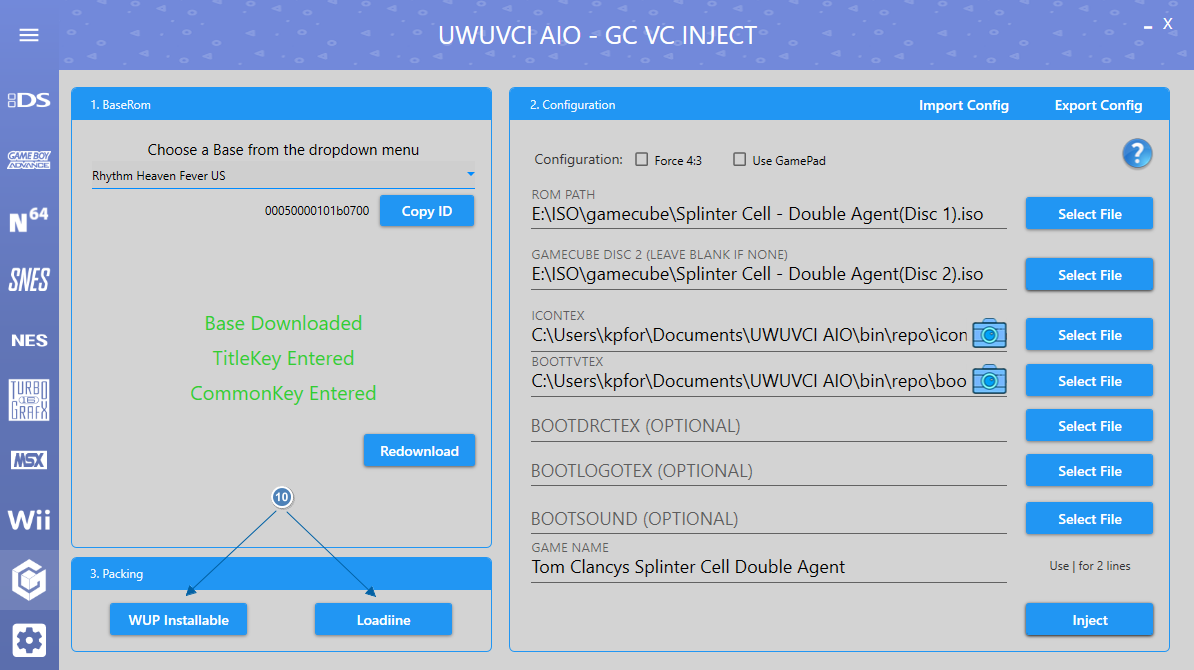 UWUVCI AIO - GC VC INJECT
X
DS
GAME BOY
ADVANCE
N64
SNES
NES
TURBO
16
GRAFX
MSX
Wii
1. BaseRom
Choose a Base from the dropdown menu
Rhythm Heaven Fever US
00050000101b0700
Copy ID
Base Downloaded
TitleKey Entered
CommonKey Entered
Redownload
10
3. Packing
WUP Installable
Loadiine
2. Configuration
Import Config
Export Config
Configuration:
Force 4:3
Use GamePad
?
ROM PATH
E:\ISO\gamecube\Splinter Cell - Double Agent(Disc 1).iso
Select File
GAMECUBE DISC 2 (LEAVE BLANK IF NONE)
E:\ISO\gamecube\Splinter Cell - Double Agent(Disc 2).iso
Select File
ICONTEX
C:\Users\kpfor\Documents\UWUVCI AIO\bin\repo\icon
Select File
BOOTTVTEX
C:\Users\kpfor\Documents\UWUVCI AIO\bin\repo\boo
Select File
BOOTDRCTEX (OPTIONAL)
Select File
BOOTLOGOTEX (OPTIONAL)
Select File
BOOTSOUND (OPTIONAL)
Select File
GAME NAME
Tom Clancys Splinter Cell Double Agent
Use | for 2 lines
Inject